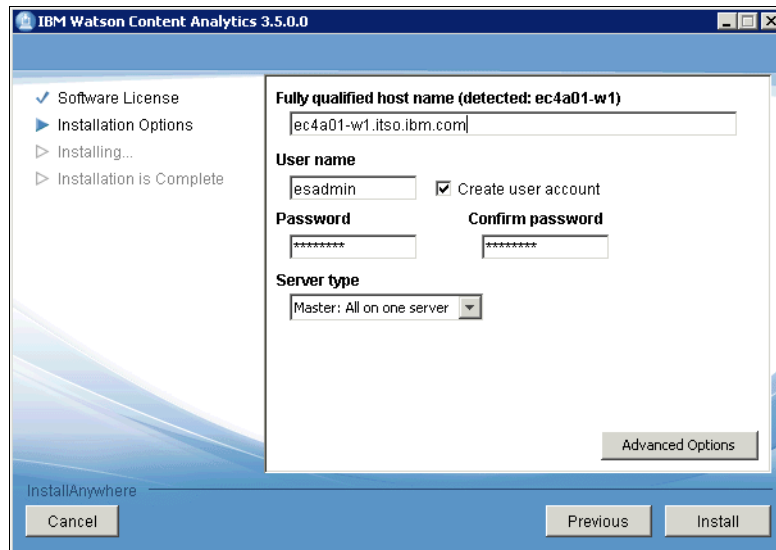 IBM Watson Content Analytics 3.5.0.0
Software License
Installation Options
Installing...
Installation is Complete
Fully qualified host name (detected: ec4a01-w1)
ec4a01-w1.itso.ibm.com
User name
esadmin
Create user account
Password
Confirm password
********
********
Server type
Master: All on one server
Advanced Options
InstallAnywhere
Cancel
Previous
Install